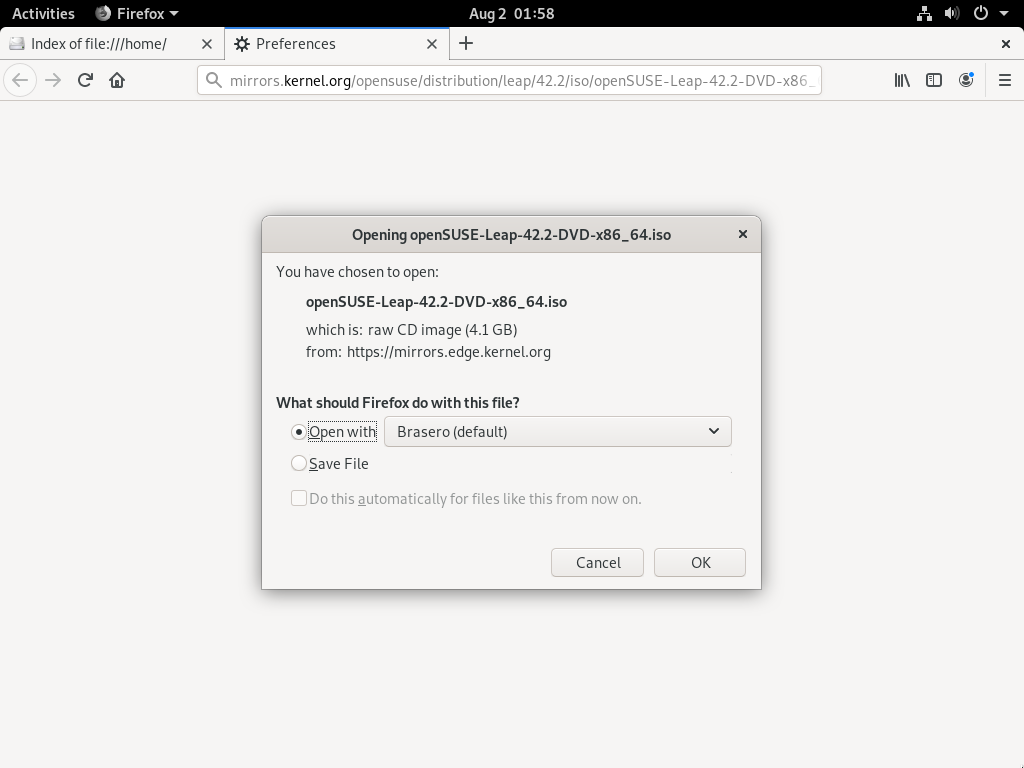 Activities Firefox Aug 2 01:58
Index of file:///home/ Preferences
mirrors.kernel.org/opensuse/distribution/leap/42.2/iso/openSUSE-Leap-42.2-DVD-x86_
Opening openSUSE-Leap-42.2-DVD-x86_64.iso
You have chosen to open:
openSUSE-Leap-42.2-DVD-x86_64.iso
which is: raw CD image (4.1 GB)
from: https://mirrors.edge.kernel.org
What should Firefox do with this file?
Open with Brasero (default)
Save File
Do this automatically for files like this from now on.
Cancel OK